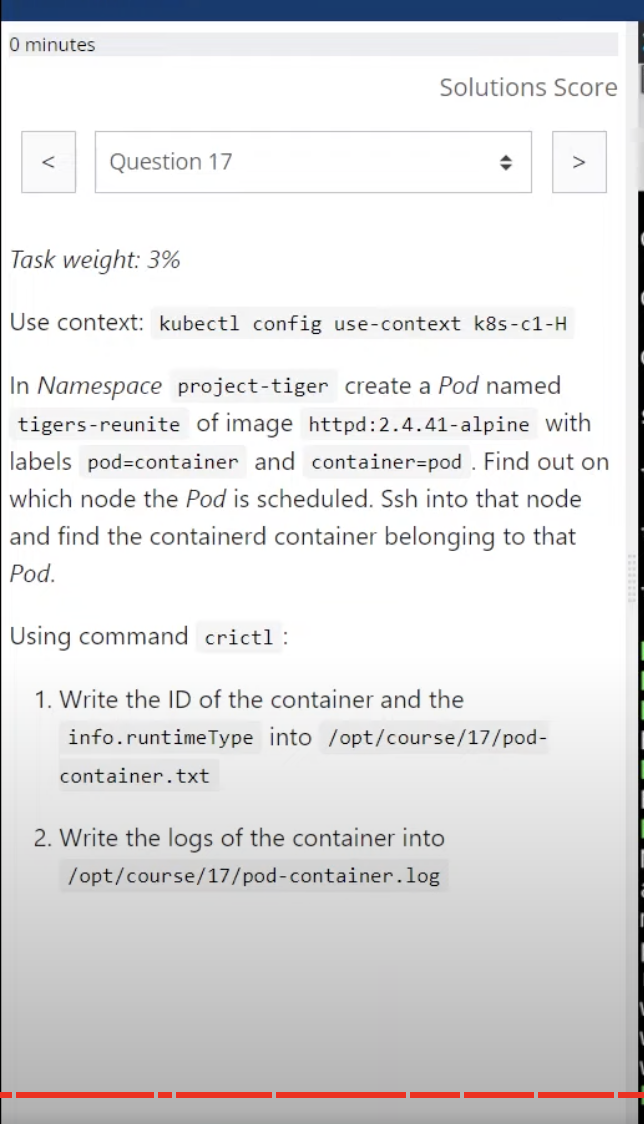 0 minutes
Solutions Score
<
Question 17
>
Task weight: 3%
Use context: kubectl config use-context k8s-c1-H
In Namespace project-tiger create a Pod named
tigers-reunite of image httpd:2.4.41-alpine with
labels pod=container and container=pod . Find out on
which node the Pod is scheduled. Ssh into that node
and find the containerd container belonging to that
Pod.
Using command crictl :
1. Write the ID of the container and the
info.runtimeType into /opt/course/17/pod-
container.txt
2. Write the logs of the container into
/opt/course/17/pod-container.log